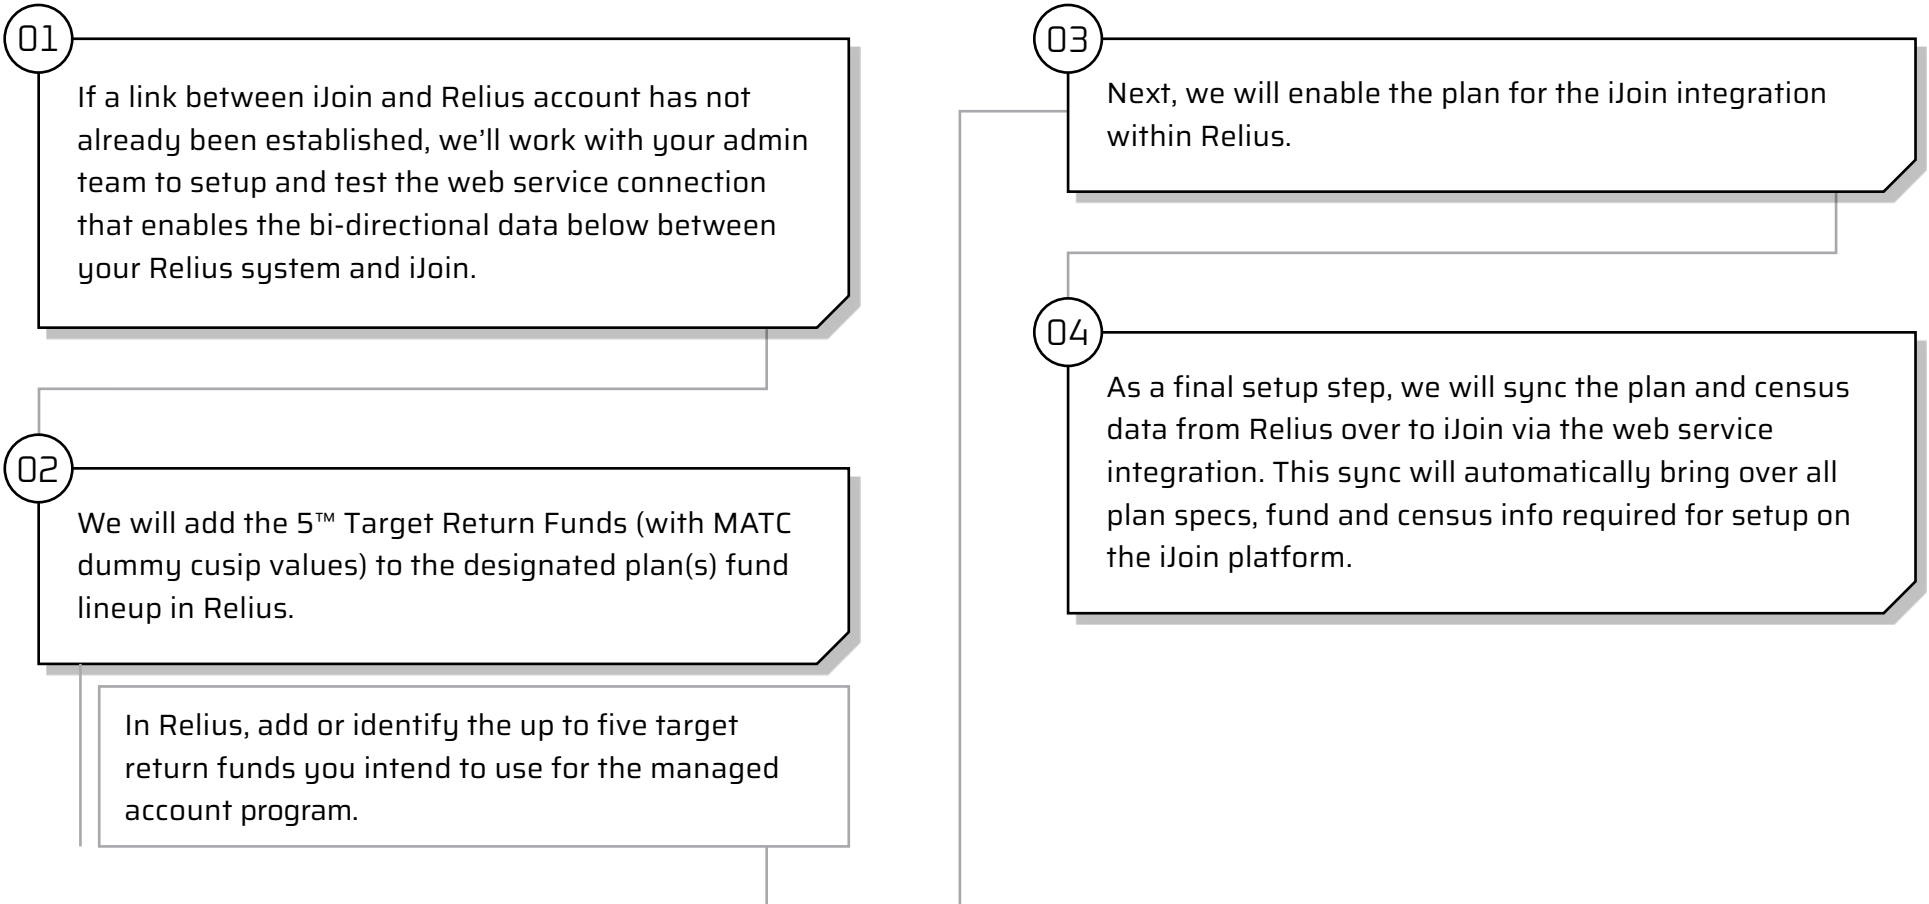 01
If a link between iJoin and Relius account has not
already been established, we’ll work with your admin
team to setup and test the web service connection
that enables the bi-directional data below between
your Relius system and iJoin.
02
We will add the 5™ Target Return Funds (with MATC
dummy cusip values) to the designated plan(s) fund
lineup in Relius.
In Relius, add or identify the up to five target
return funds you intend to use for the managed
account program.
03
Next, we will enable the plan for the iJoin integration
within Relius.
04
As a final setup step, we will sync the plan and census
data from Relius over to iJoin via the web service
integration. This sync will automatically bring over all
plan specs, fund and census info required for setup on
the iJoin platform.